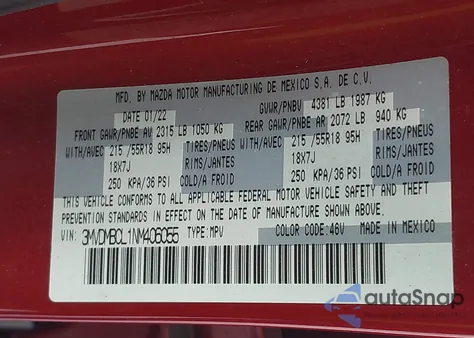 MFD. BY MAZDA MOTOR MANUFACTURING DE MEXICO S.A. DE C.V.
DATE 01/22 GVWR/PNBV 4381 LB 1987 KG
FRONT GAWR/PNBE AV 2315 LB 1050 KG REAR GAWR/PNBE AR 2072 LB 940 KG
WITH/AVEC 215 /55R18 95H TIRES/PNEUS WITH/AVEC 215 /55R18 95H TIRES/PNEUS
18X7J RIMS/JANTES 18X7J RIMS/JANTES
250 KPA/36 PSI COLD/A FROID 250 KPA/36 PSI COLD/A FROID
THIS VEHICLE CONFORMS TO ALL APPLICABLE FEDERAL MOTOR VEHICLE SAFETY AND THEFT
PREVENTION STANDARDS IN EFFECT ON THE DATE OF MANUFACTURE SHOWN ABOVE.
VIN: 3MVDMBCL1NM406055 TYPE: MPV COLOR CODE: 46V MADE IN MEXICO
autaSnap